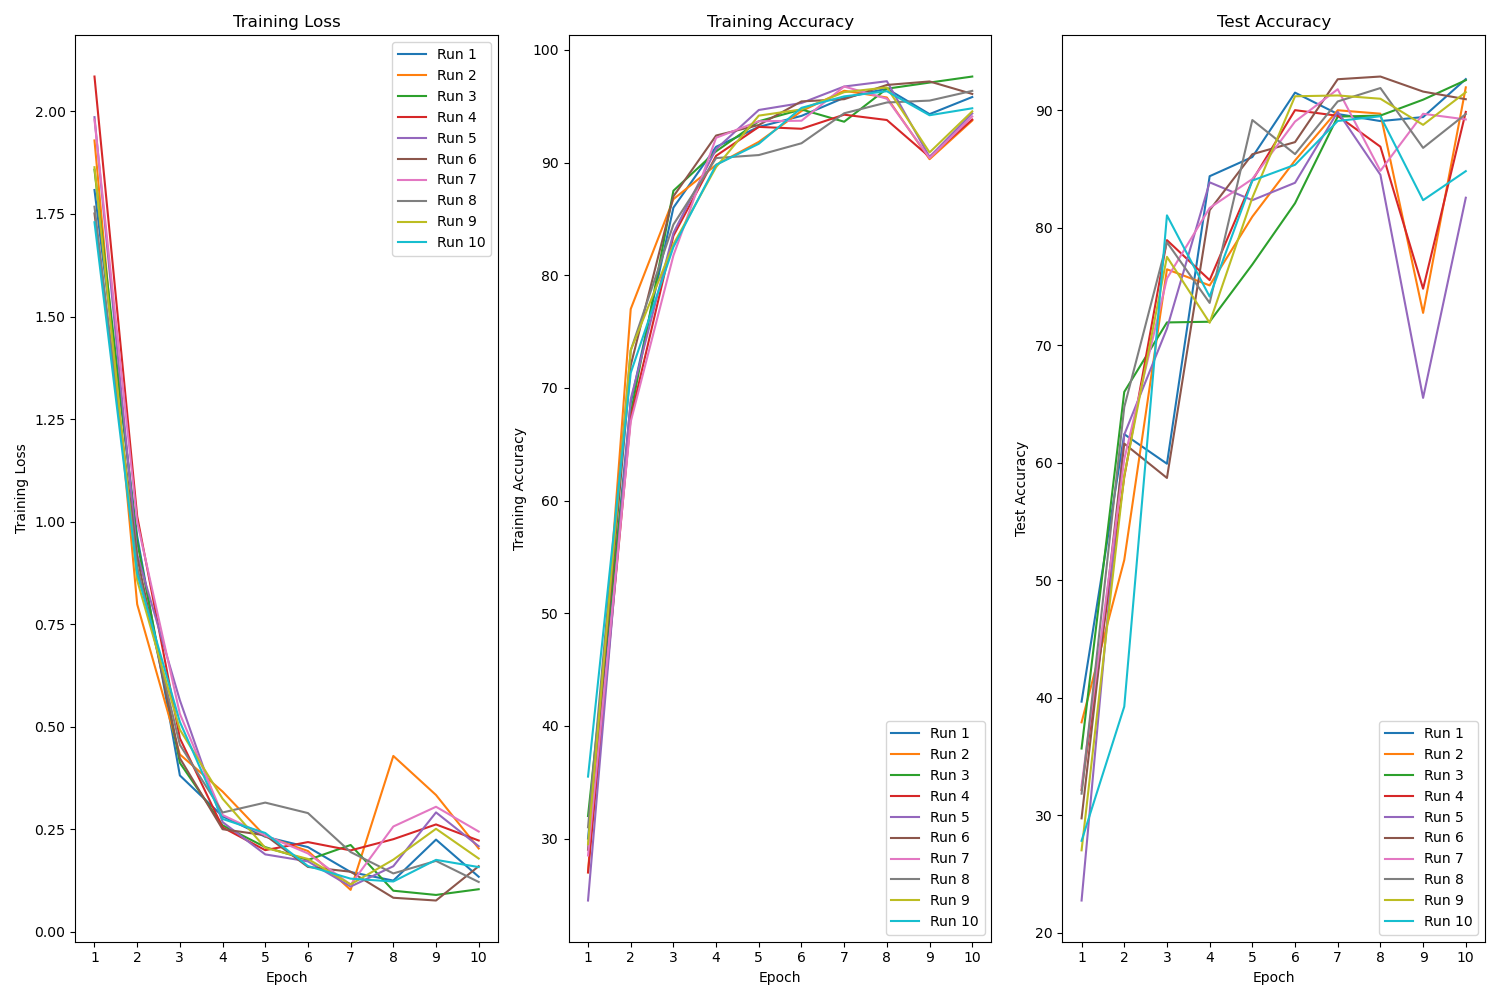 Training Loss
Training Loss
2.00
1.75
1.50
1.25
1.00
0.75
0.50
0.25
0.00
Run 1
Run 2
Run 3
Run 4
Run 5
Run 6
Run 7
Run 8
Run 9
Run 10
1 2 3 4 5 6 7 8 9 10
Epoch
Training Accuracy
Training Accuracy
100
90
80
70
60
50
40
30
Run 1
Run 2
Run 3
Run 4
Run 5
Run 6
Run 7
Run 8
Run 9
Run 10
1 2 3 4 5 6 7 8 9 10
Epoch
Test Accuracy
Test Accuracy
90
80
70
60
50
40
30
20
Run 1
Run 2
Run 3
Run 4
Run 5
Run 6
Run 7
Run 8
Run 9
Run 10
1 2 3 4 5 6 7 8 9 10
Epoch